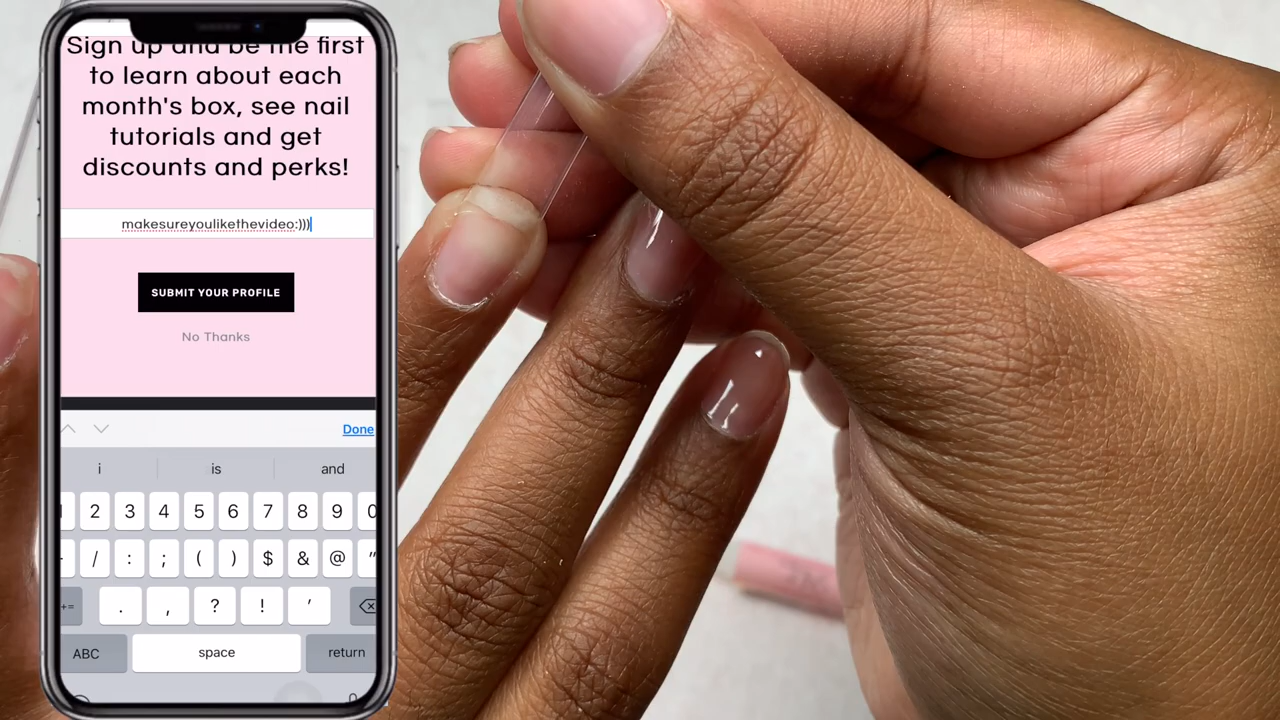 Sign up and be the first
to learn about each
month's box, see nail
tutorials and get
discounts and perks!
makesureyoulikethevideo:)))
SUBMIT YOUR PROFILE
No Thanks
Done
i is and
1 2 3 4 5 6 7 8 9 0
- / : ; ( ) $ & @ "
+= . , ? ! '
ABC space return